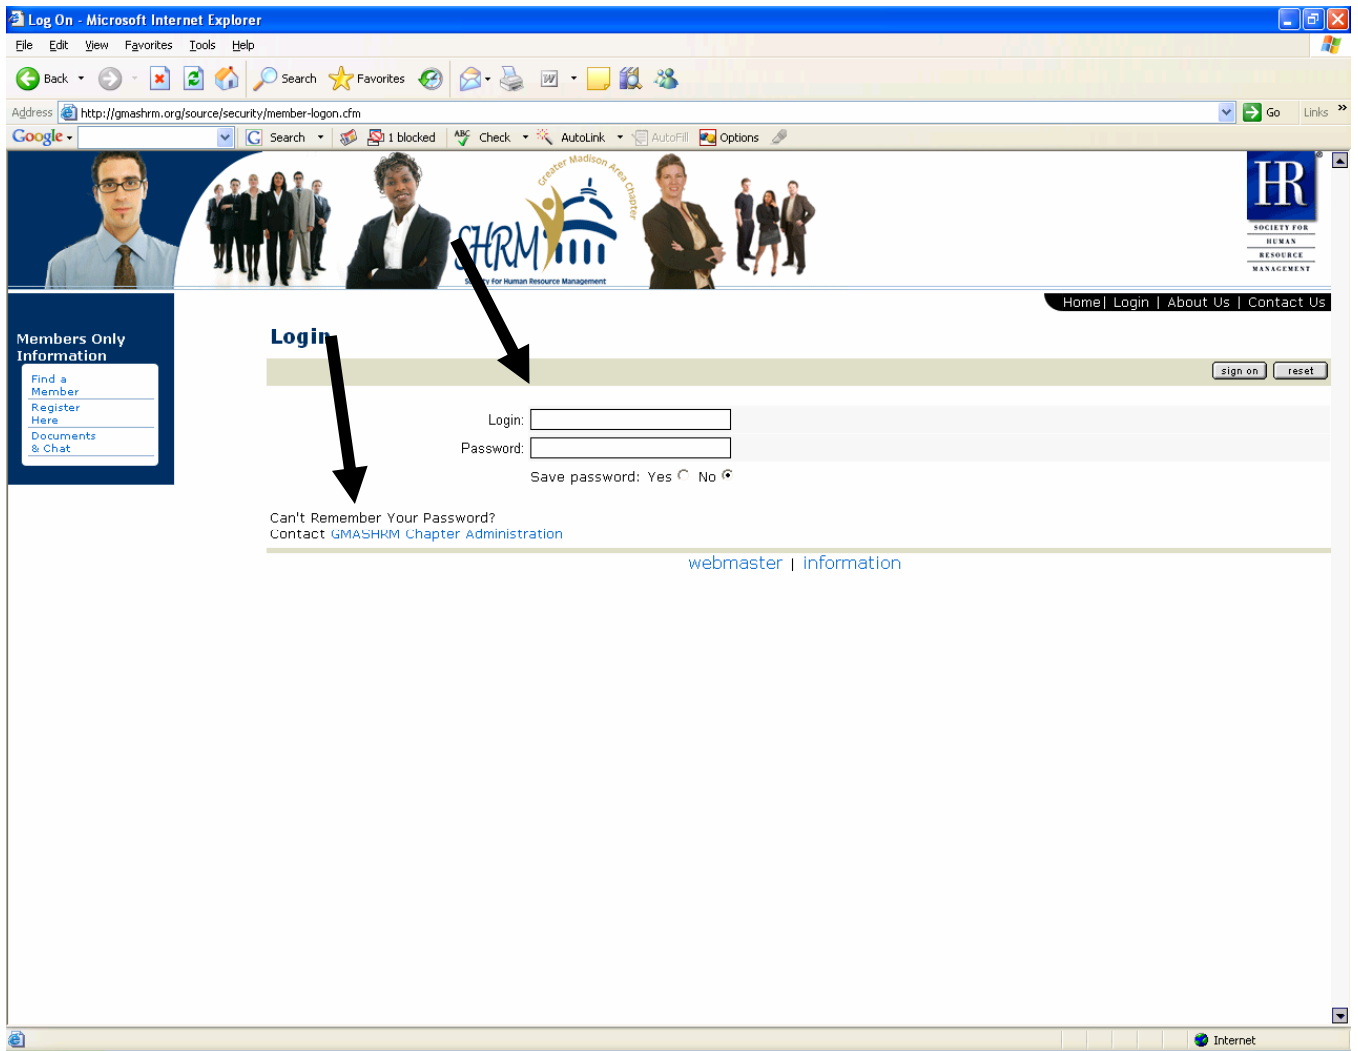 Log On - Microsoft Internet Explorer
File Edit View Favorites Tools Help
Back Search Favorites
Address http://gmashrm.org/source/security/member-logon.cfm Go Links »
Google Search 1 blocked ABC Check AutoLink AutoFill Options
Greater Madison Area Chapter
SHRM
Society For Human Resource Management
HR
SOCIETY FOR
HUMAN
RESOURCE
MANAGEMENT
Home| Login | About Us | Contact Us
Members Only
Information
Find a
Member
Register
Here
Documents
& Chat
Login
sign on reset
Login:
Password:
Save password: Yes No
Can't Remember Your Password?
Contact GMASHRM Chapter Administration
webmaster | information
Internet